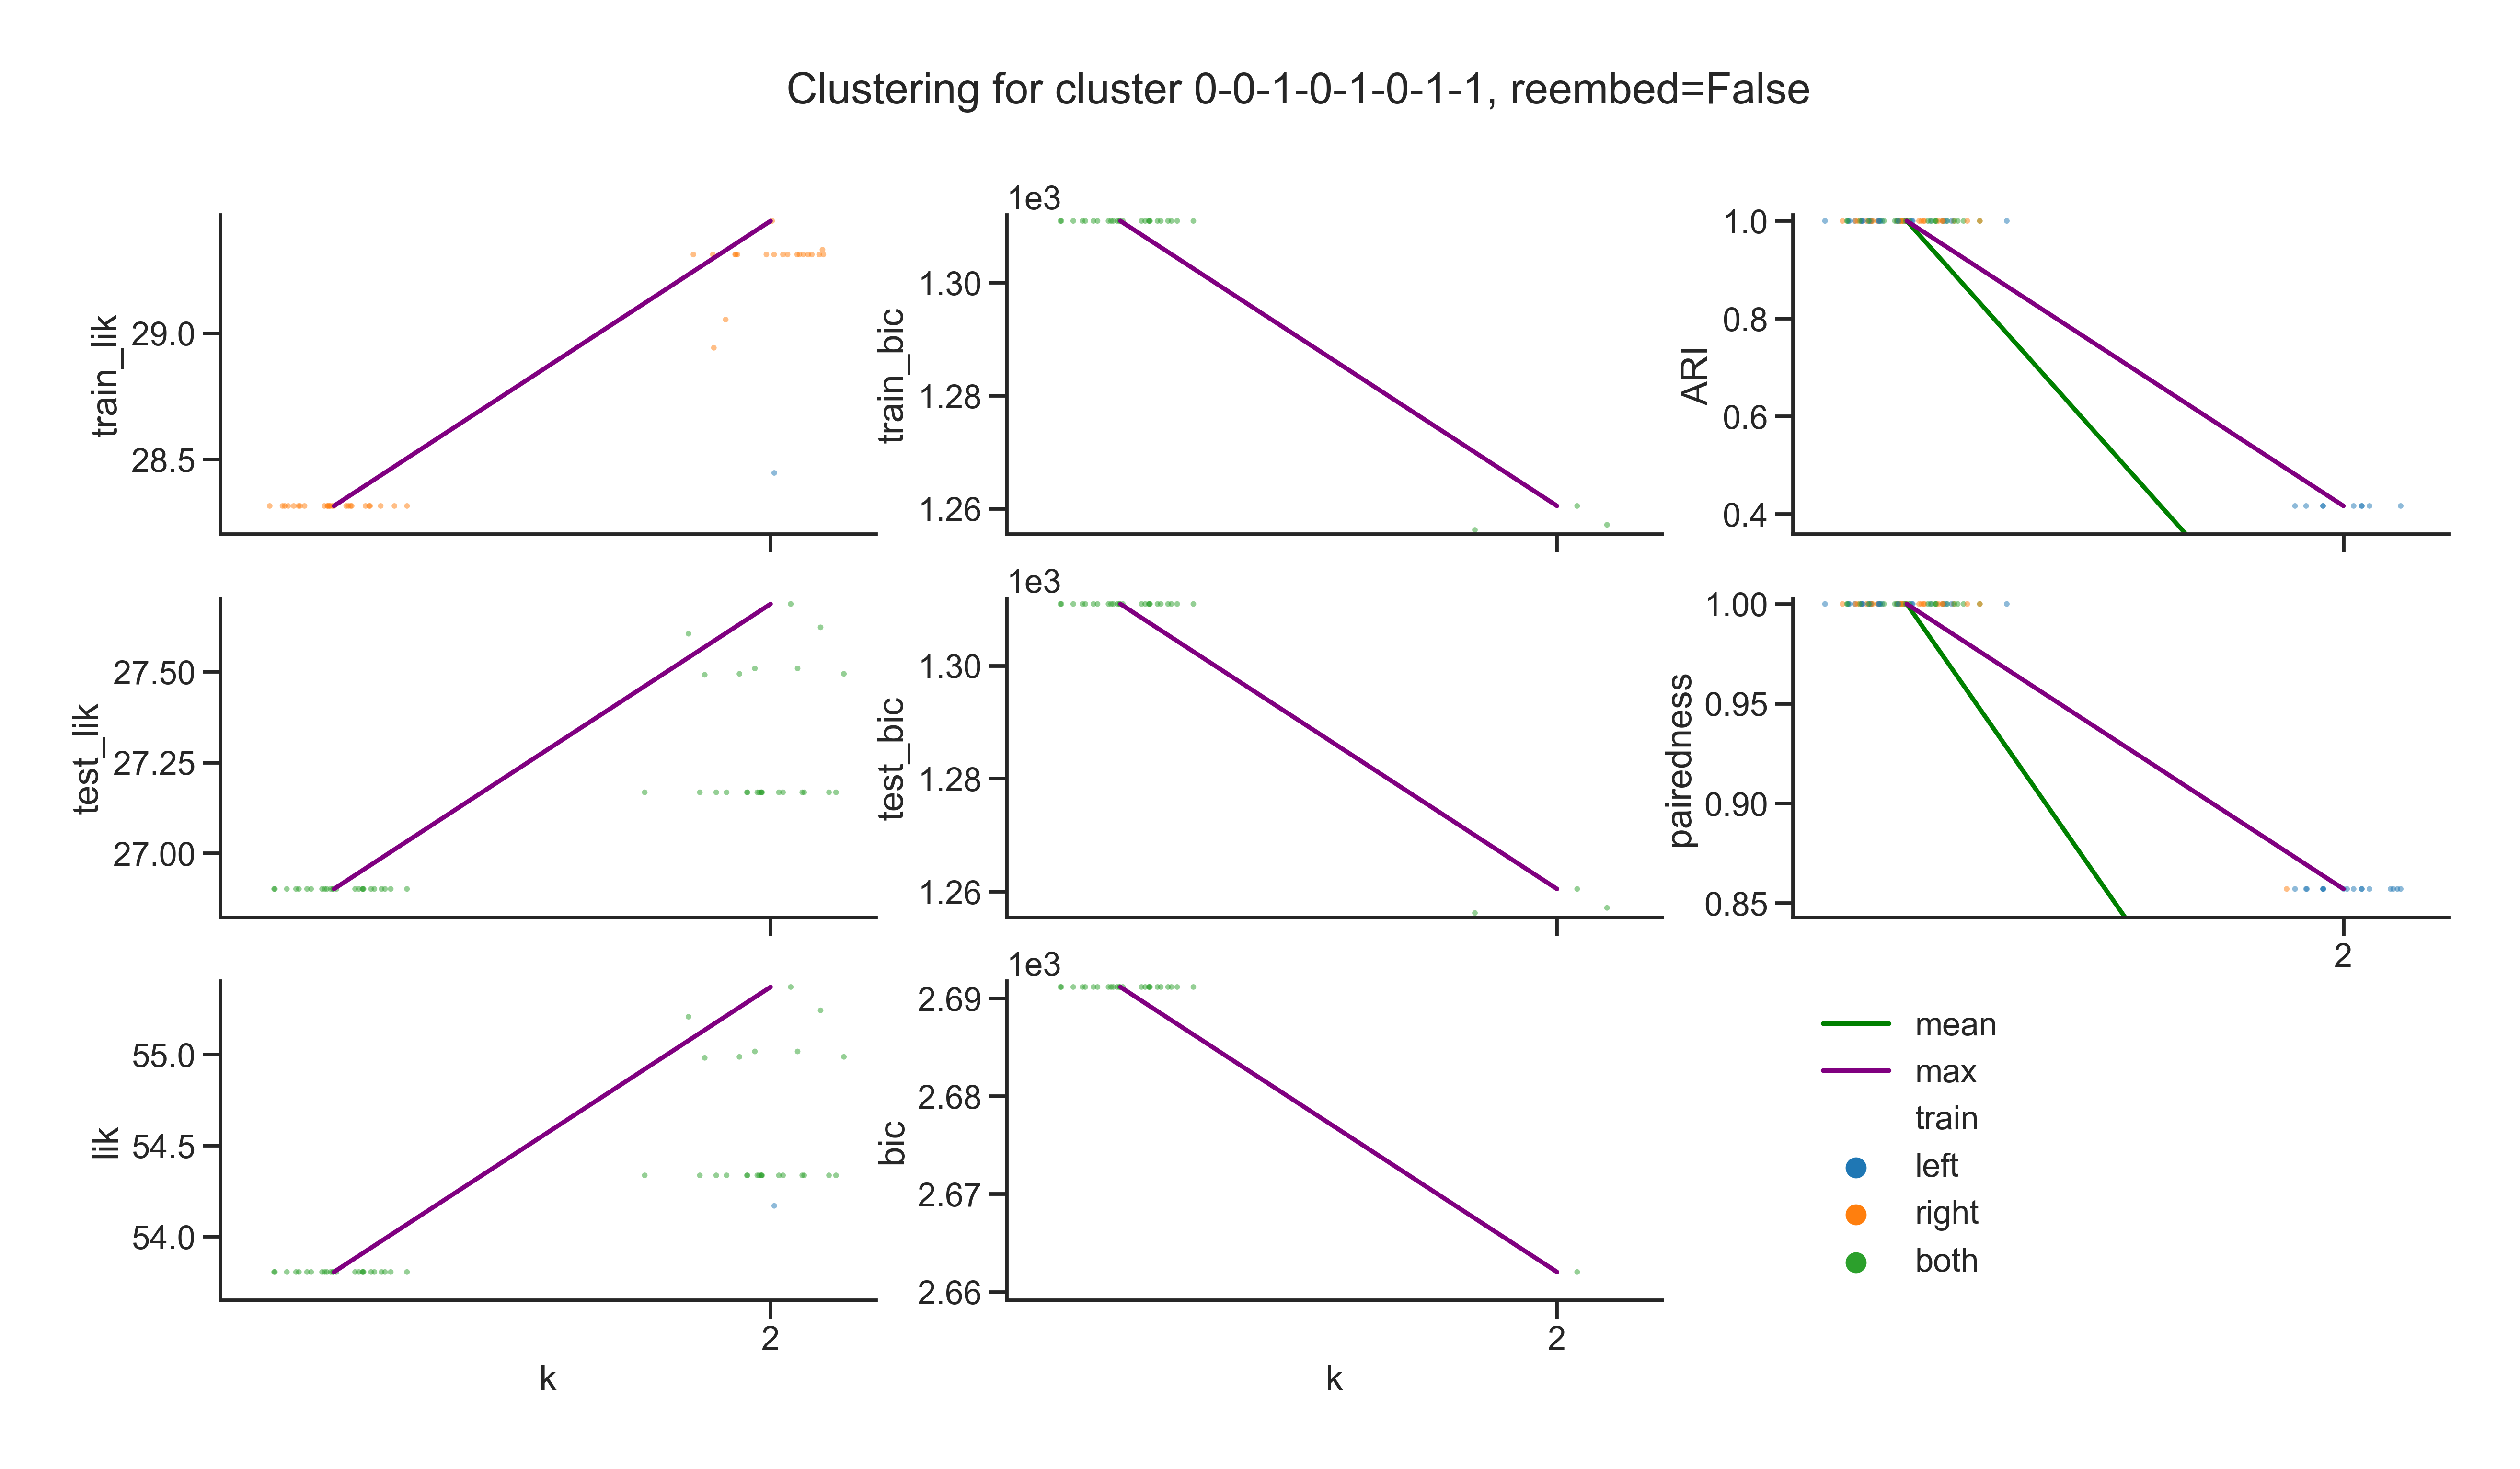 Clustering for cluster 0-0-1-0-1-0-1-1, reembed=False
train_lik
29.0
28.5
1e3
train_bic
1.30
1.28
1.26
ARI
1.0
0.8
0.6
0.4
test_lik
27.50
27.25
27.00
1e3
test_bic
1.30
1.28
1.26
pairedness
1.00
0.95
0.90
0.85
2
lik
55.0
54.5
54.0
2
k
1e3
bic
2.69
2.68
2.67
2.66
2
k
mean
max
train
left
right
both